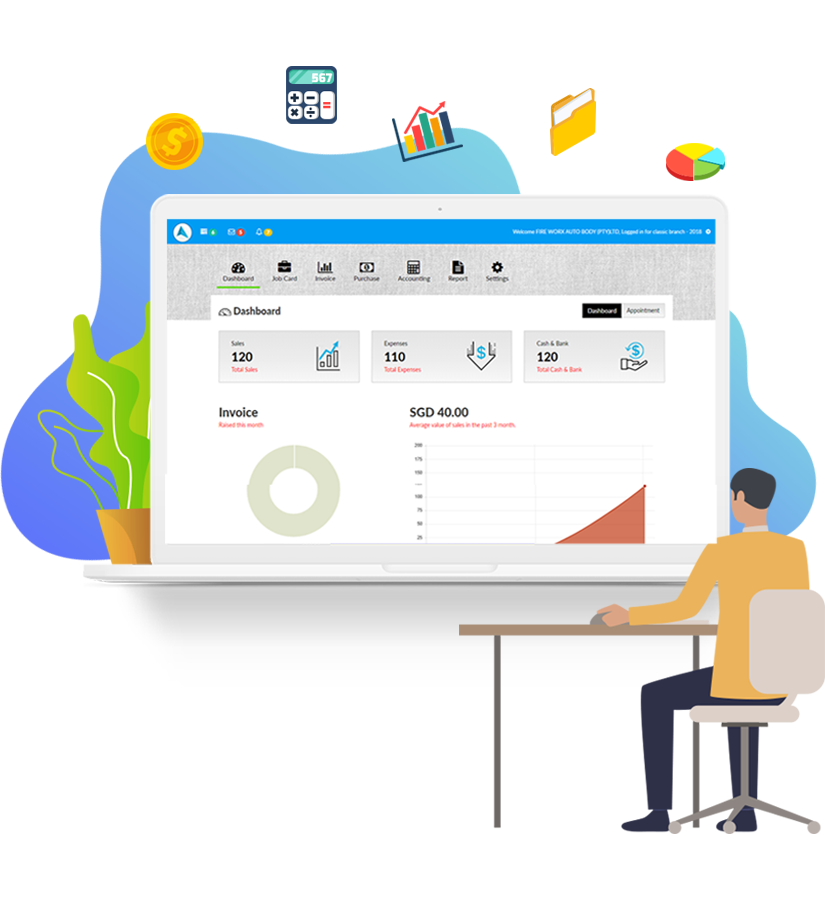 567
6
5
7
Welcome FIRE WORX AUTO BODY (PTY)LTD, Logged in for classic branch - 2018
Dashboard
Job Card
Invoice
Purchase
Accounting
Report
Settings
Dashboard
Dashboard
Appointment
Sales
120
Total Sales
Expenses
110
Total Expenses
Cash & Bank
120
Total Cash & Bank
Invoice
Raised this month
SGD 40.00
Average value of sales in the past 3 month.
200
175
150
100
75
50
25